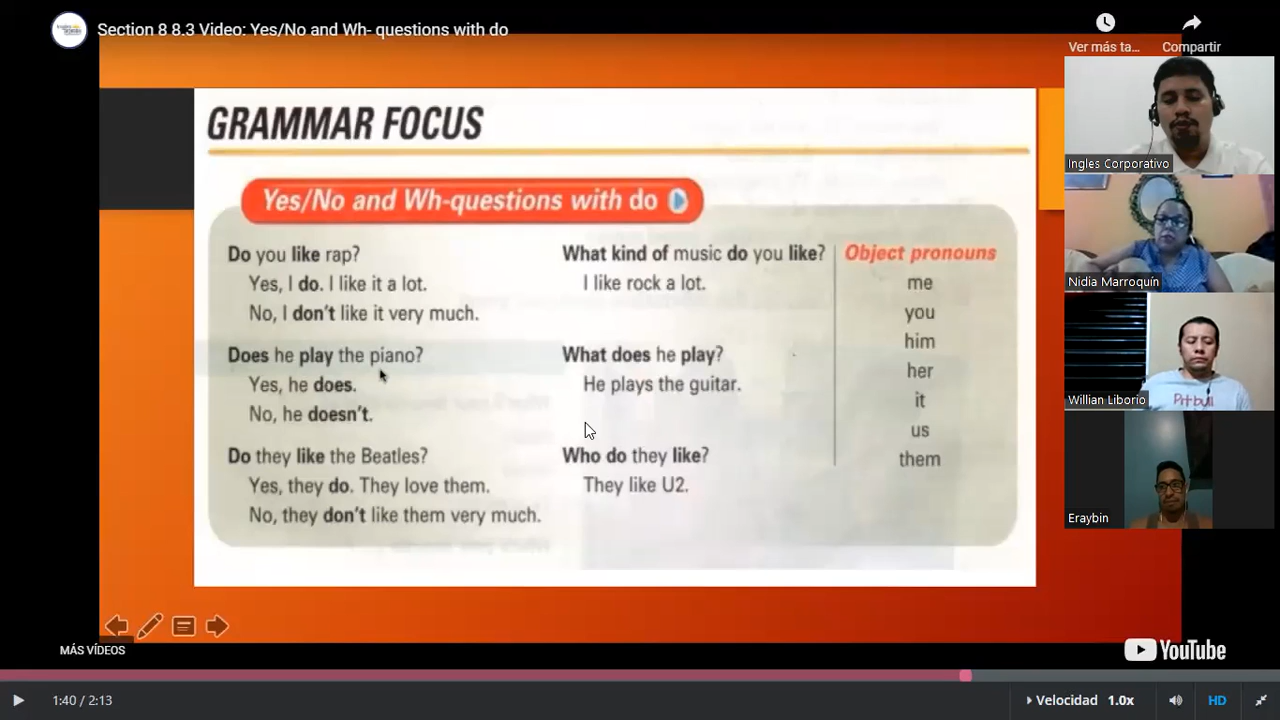 Section 8 8.3 Video: Yes/No and Wh- questions with do
Ver más ta...
Compartir
GRAMMAR FOCUS
Yes/No and Wh-questions with do
Do you like rap?
Yes, I do. I like it a lot.
No, I don't like it very much.
Does he play the piano?
Yes, he does.
No, he doesn't.
Do they like the Beatles?
Yes, they do. They love them.
No, they don't like them very much.
What kind of music do you like?
I like rock a lot.
What does he play?
He plays the guitar.
Who do they like?
They like U2.
Object pronouns
me
you
him
her
it
us
them
Ingles Corporativo
Nidia Marroquín
Willian Liborio
Pitbull
Eraybin
MÁS VÍDEOS
YouTube
1:40 / 2:13
Velocidad 1.0x
HD